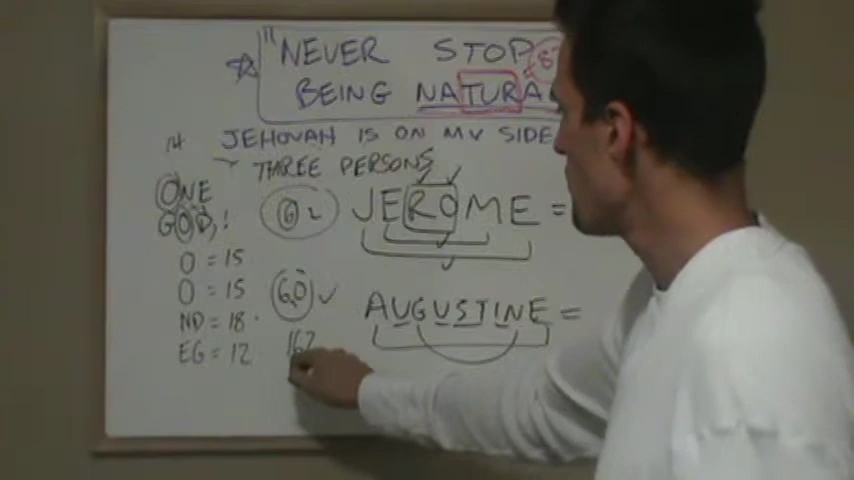 "NEVER STOP
BEING NATURA
JEHOVAH IS ON MY SIDE
THREE PERSONS
ONE
GOD,!
JEROME =
O = 15
O = 15
AUGUSTINE =
ND = 18
EG = 12